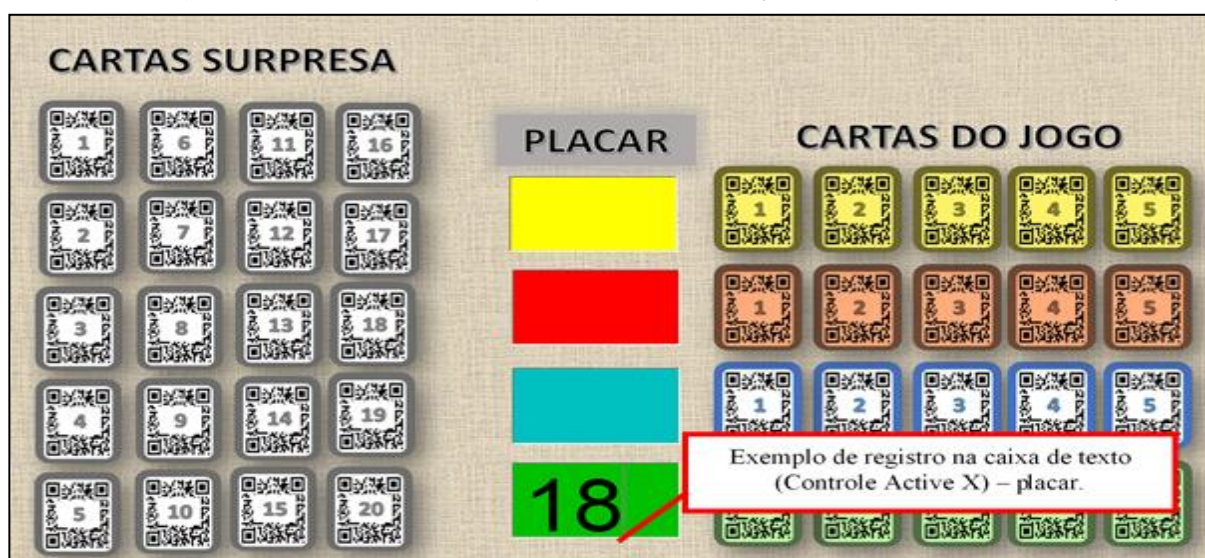 CARTAS SURPRESA
1 6 11 16
2 7 12 17
3 8 13 18
4 9 14 19
5 10 15 20
PLACAR
18
CARTAS DO JOGO
1 2 3 4 5
1 2 3 4 5
1 2 3 4 5
Exemplo de registro na caixa de texto
(Controle Active X) – placar.